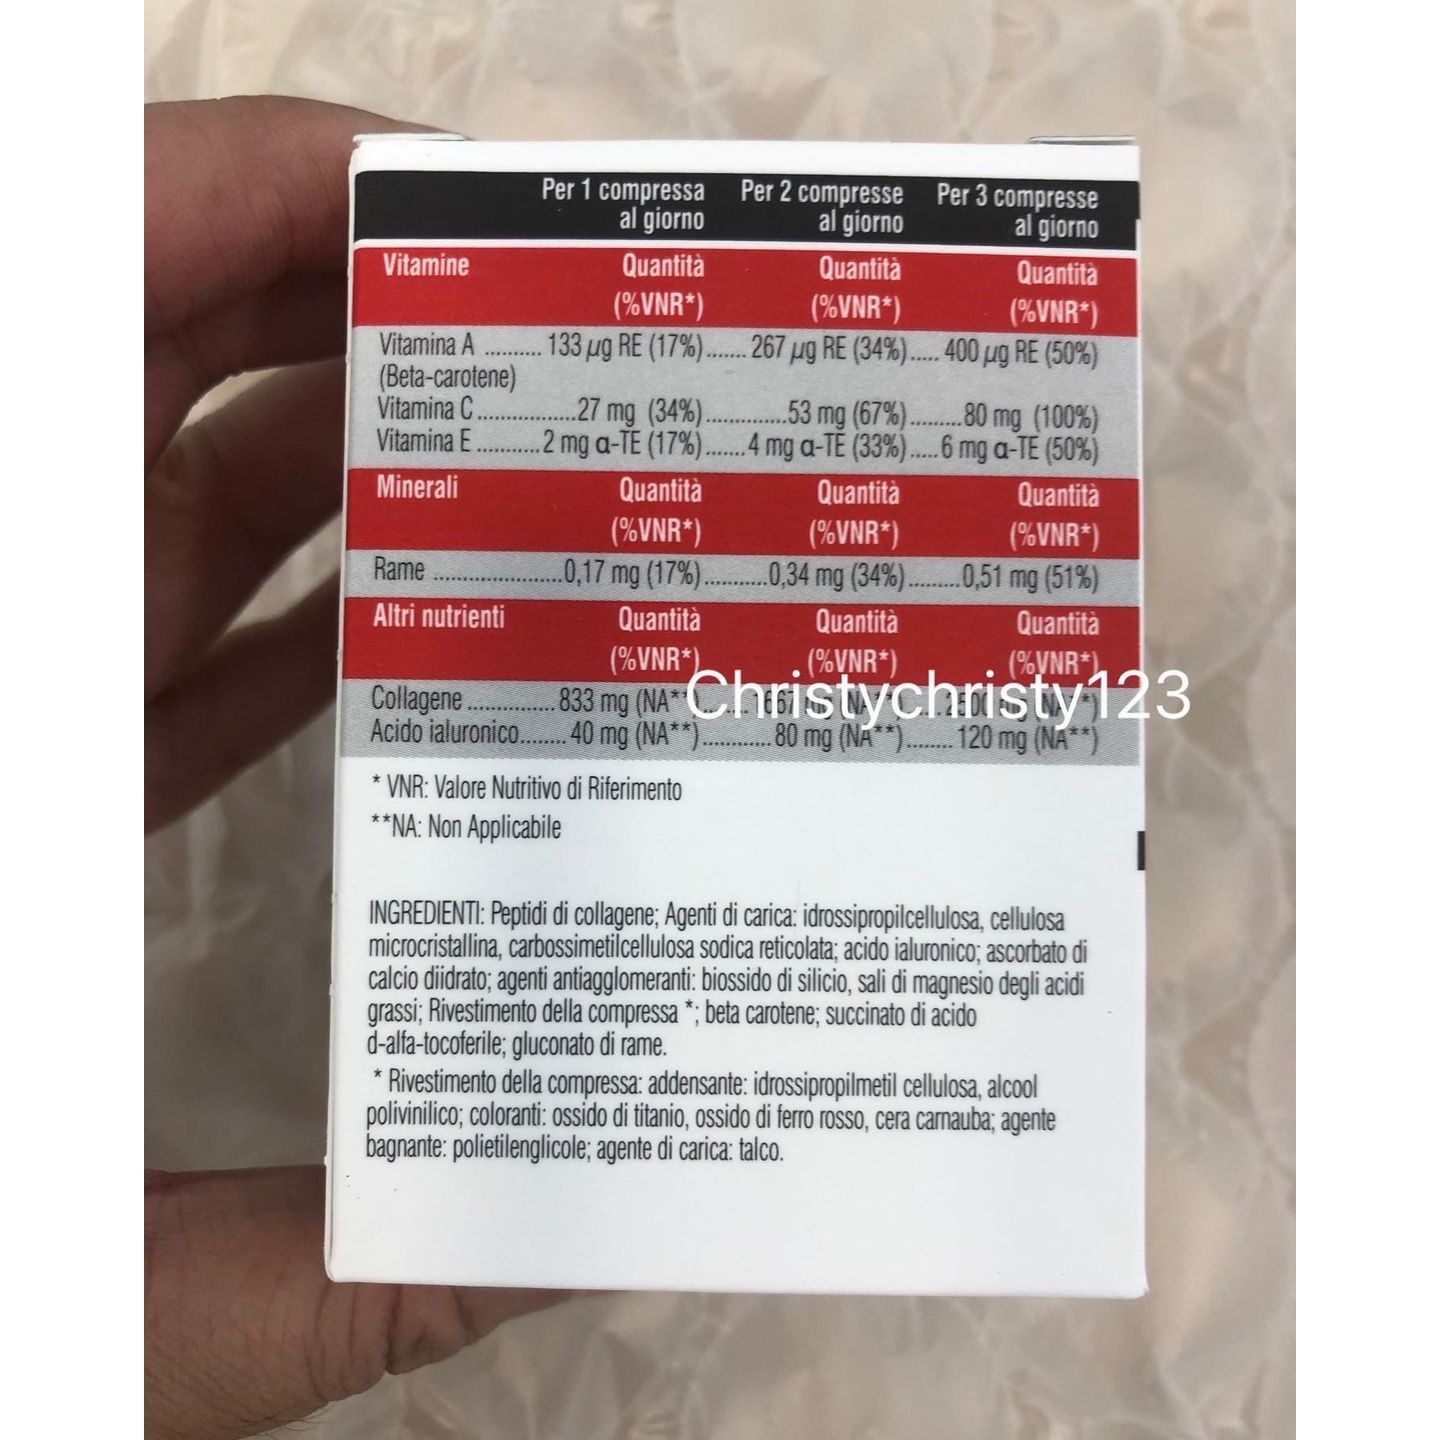 Per 1 compressa Per 2 compresse Per 3 compresse
al giorno al giorno al giorno
Vitamine Quantità Quantità Quantità
(%VNR*) (%VNR*) (%VNR*)
Vitamina A .......... 133 µg RE (17%)....... 267 µg RE (34%)..... 400 µg RE (50%)
(Beta-carotene)
Vitamina C.................27 mg (34%)..............53 mg (67%).........80 mg (100%)
Vitamina E ...........2 mg α-TE (17%).......4 mg α-TE (33%).....6 mg α-TE (50%)
Minerali Quantità Quantità Quantità
(%VNR*) (%VNR*) (%VNR*)
Rame ......................0,17 mg (17%)...........0,34 mg (34%).........0,51 mg (51%)
Altri nutrienti Quantità Quantità Quantità
(%VNR*) (%VNR*) (%VNR*)
Christychristy123
Collagene ............... 833 mg (NA**)........ 1667 mg (NA**) 2500 mg (NA**)
Acido ialuronico........ 40 mg (NA**)............ 80 mg (NA**)........ 120 mg (NA**)
* VNR: Valore Nutritivo di Riferimento
**NA: Non Applicabile
INGREDIENTI: Peptidi di collagene; Agenti di carica: idrossipropilcellulosa, cellulosa
microcristallina, carbossimetilcellulosa sodica reticolata; acido ialuronico; ascorbato di
calcio diidrato; agenti antiagglomeranti: biossido di silicio, sali di magnesio degli acidi
grassi; Rivestimento della compressa *; beta carotene; succinato di acido
d-alfa-tocoferile; gluconato di rame.
* Rivestimento della compressa: addensante: idrossipropilmetil cellulosa, alcool
polivinilico; coloranti: ossido di titanio, ossido di ferro rosso, cera carnauba; agente
bagnante: polietilenglicole; agente di carica: talco.